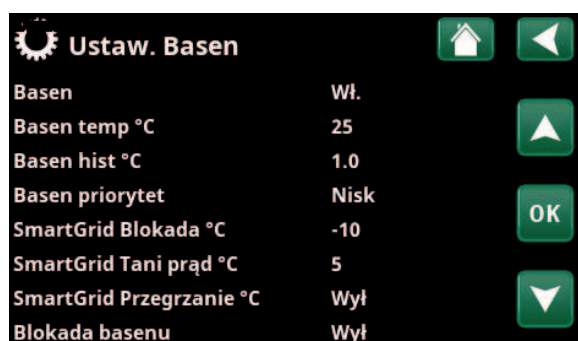 Ustaw. Basen
Basen Wł.
Basen temp °C 25
Basen hist °C 1.0
Basen priorytet Nisk
SmartGrid Blokada °C -10
SmartGrid Tani prąd °C 5
SmartGrid Przegrzanie °C Wył
Blokada basenu Wył
OK